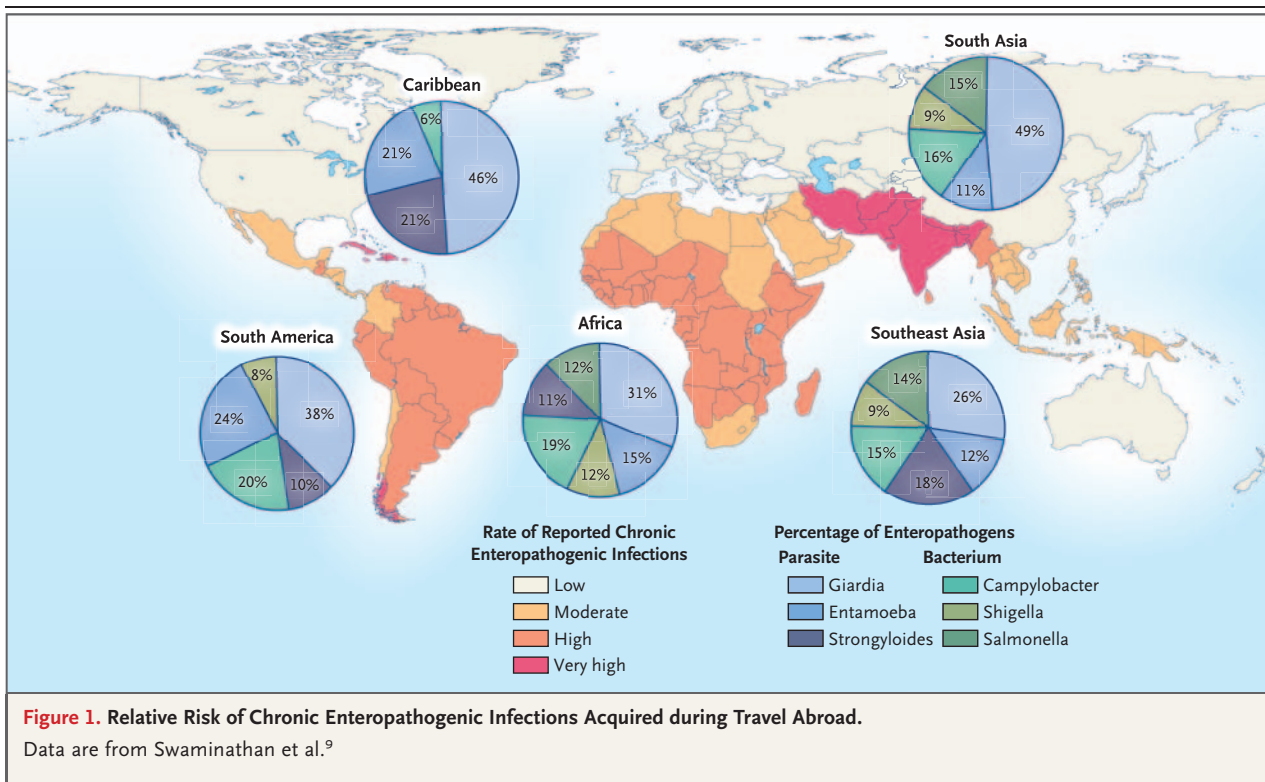 South Asia
15%
49%
9%
16%
11%
Caribbean
6%
46%
21%
21%
South America
8%
38%
24%
20%
10%
Africa
12%
31%
11%
19%
15%
12%
Southeast Asia
14%
26%
9%
15%
12%
18%
Rate of Reported Chronic
Enteropathogenic Infections
Low
Moderate
High
Very high
Percentage of Enteropathogens
Parasite Bacterium
Giardia Campylobacter
Entamoeba Shigella
Strongyloides Salmonella
Figure 1. Relative Risk of Chronic Enteropathogenic Infections Acquired during Travel Abroad.
Data are from Swaminathan et al.⁹